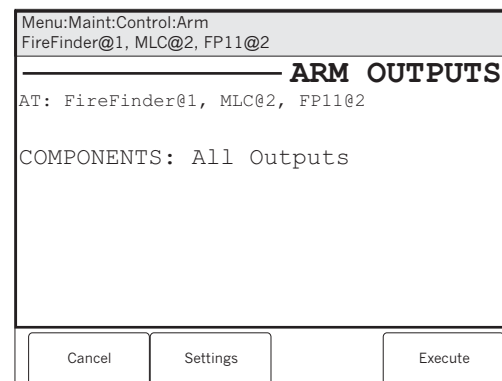 Menu:Maint:Control:Arm
FireFinder@1, MLC@2, FP11@2
ARM OUTPUTS
AT: FireFinder@1, MLC@2, FP11@2
COMPONENTS: All Outputs
Cancel Settings Execute